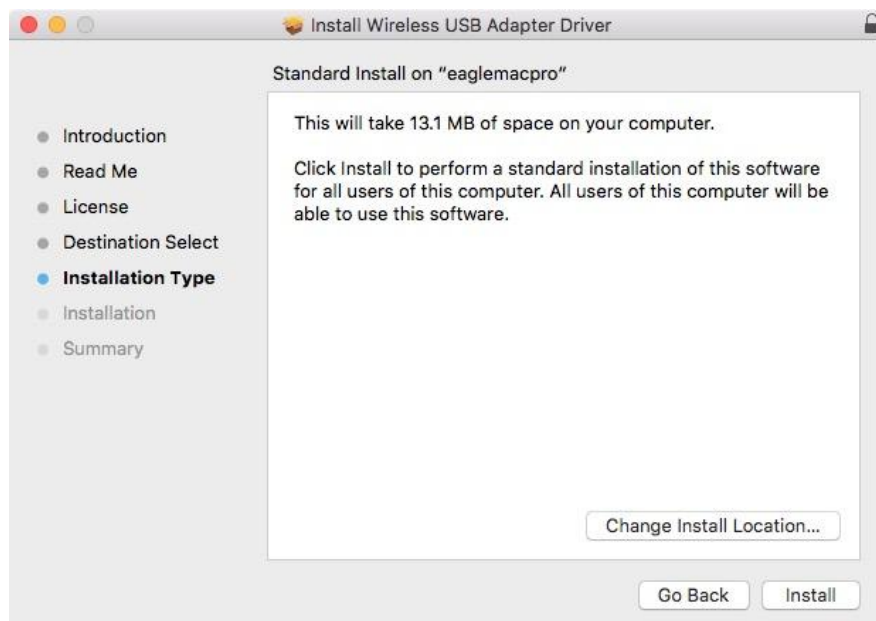 Install Wireless USB Adapter Driver
Standard Install on “eaglemacpro”
Introduction
Read Me
License
Destination Select
Installation Type
Installation
Summary
This will take 13.1 MB of space on your computer.
Click Install to perform a standard installation of this software
for all users of this computer. All users of this computer will be
able to use this software.
Change Install Location...
Go Back
Install